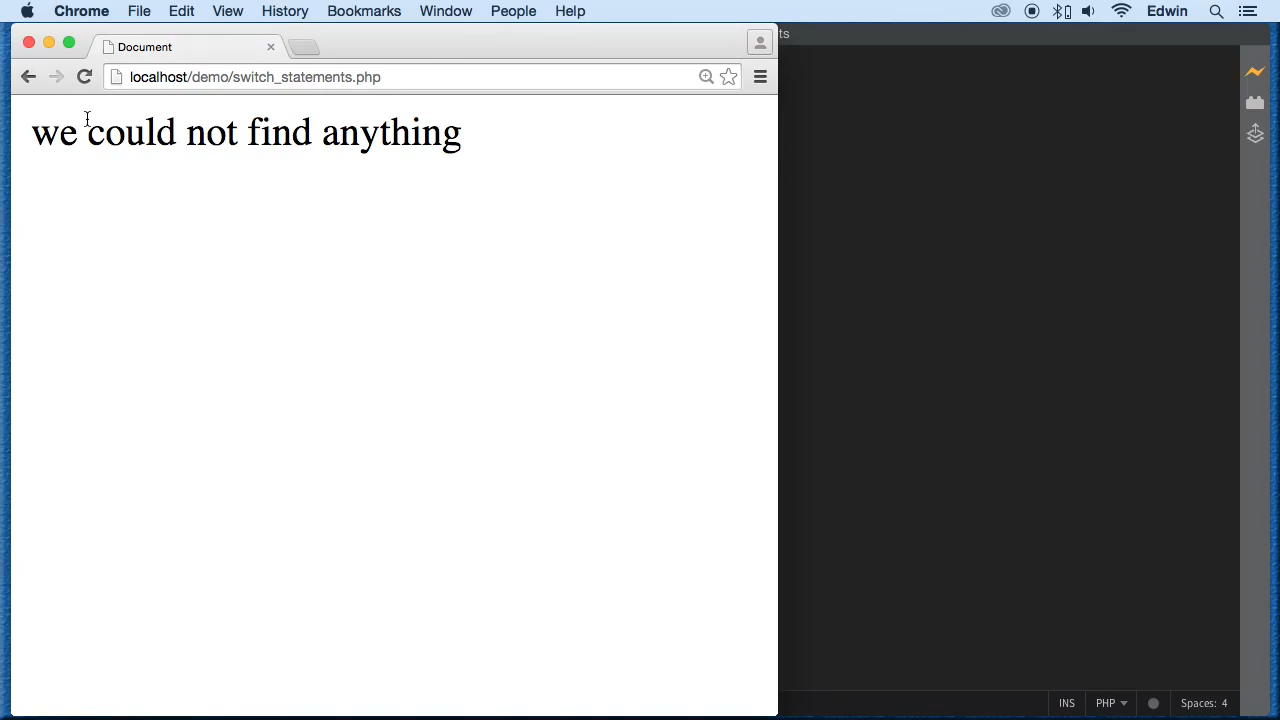 Chrome File Edit View History Bookmarks Window People Help Edwin
Document
ts
localhost/demo/switch_statements.php
we could not find anything
INS PHP Spaces: 4